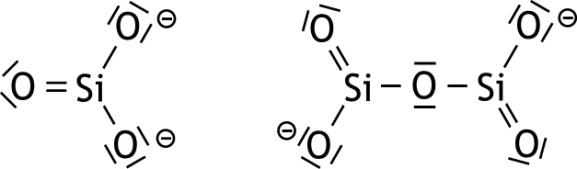 O ⊖ O
O = Si Si – O – Si
O ⊖ ⊖ O O